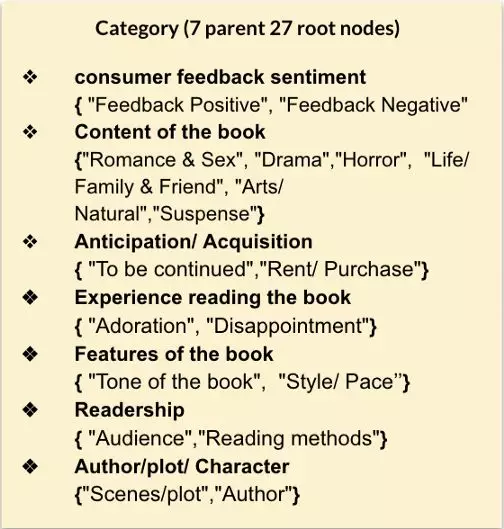 Category (7 parent 27 root nodes)
❖ consumer feedback sentiment
{ "Feedback Positive", "Feedback Negative"
❖ Content of the book
{"Romance & Sex", "Drama","Horror", "Life/
Family & Friend", "Arts/
Natural","Suspense"}
❖ Anticipation/ Acquisition
{ "To be continued","Rent/ Purchase"}
❖ Experience reading the book
{ "Adoration", "Disappointment"}
❖ Features of the book
{ "Tone of the book", "Style/ Pace’’}
❖ Readership
{ "Audience","Reading methods"}
❖ Author/plot/ Character
{"Scenes/plot","Author"}